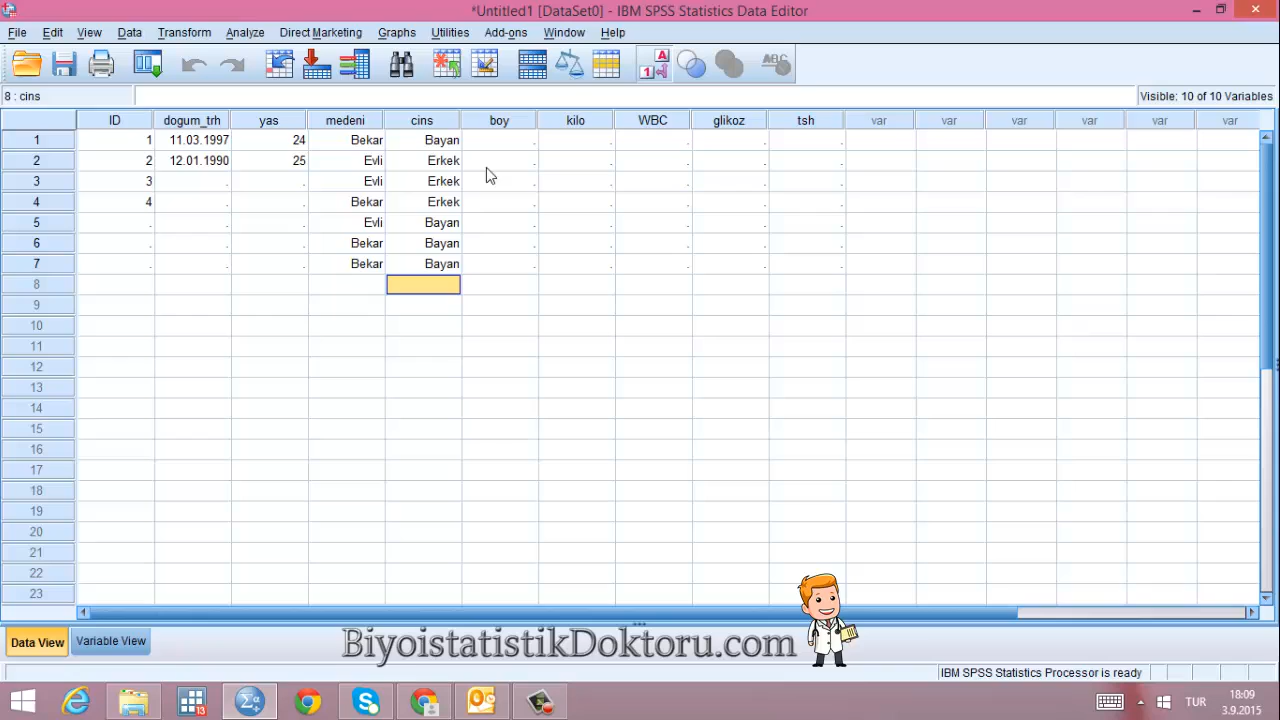 *Untitled1 [DataSet0] - IBM SPSS Statistics Data Editor
File Edit View Data Transform Analyze Direct Marketing Graphs Utilities Add-ons Window Help
8 : cins Visible: 10 of 10 Variables
ID dogum_trh yas medeni cins boy kilo WBC glikoz tsh var var var var var var
1 1 11.03.1997 24 Bekar Bayan . . . . .
2 2 12.01.1990 25 Evli Erkek . . . . .
3 3 . . Evli Erkek . . . . .
4 4 . . Bekar Erkek . . . . .
5 . . . Evli Bayan . . . . .
6 . . . Bekar Bayan . . . . .
7 . . . Bekar Bayan . . . . .
8
9
10
11
12
13
14
15
16
17
18
19
20
21
22
23
Data View Variable View
BiyoistatistikDoktoru.com
IBM SPSS Statistics Processor is ready
TUR
18:09
3.9.2015